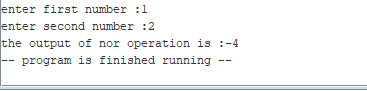 enter first number :1
enter second number :2
the output of nor operation is :-4
-- program is finished running --